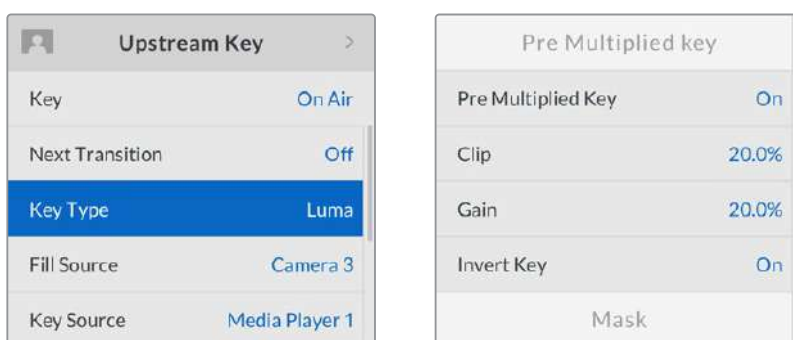 Upstream Key >
Key On Air
Next Transition Off
Key Type Luma
Fill Source Camera 3
Key Source Media Player 1
Pre Multiplied key
Pre Multiplied Key On
Clip 20.0%
Gain 20.0%
Invert Key On
Mask